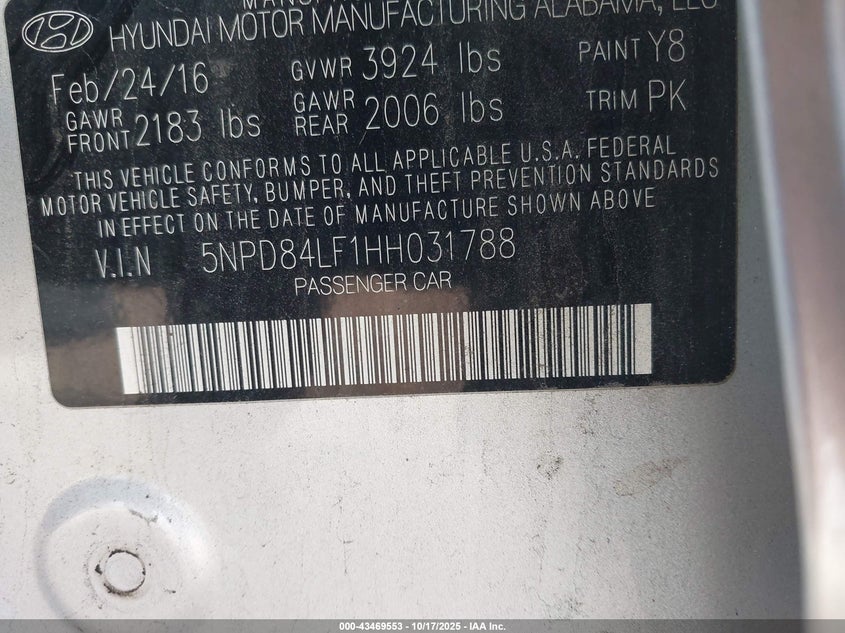 HYUNDAI MOTOR MANUFACTURING ALABAMA, LLC
Feb/24/16 GVWR 3924 lbs PAINT Y8
GAWR FRONT 2183 lbs GAWR REAR 2006 lbs TRIM PK
THIS VEHICLE CONFORMS TO ALL APPLICABLE U.S.A. FEDERAL
MOTOR VEHICLE SAFETY, BUMPER, AND THEFT PREVENTION STANDARDS
IN EFFECT ON THE DATE OF MANUFACTURE SHOWN ABOVE
V.I.N 5NPD84LF1HH031788
PASSENGER CAR
000-43469553 - 10/17/2025 - IAA Inc.